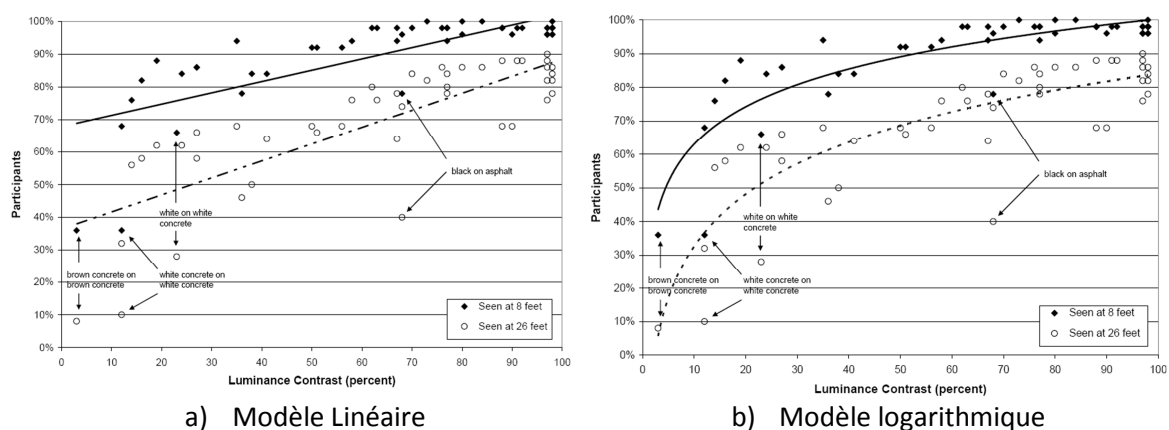 100%
90%
80%
70%
60%
50%
40%
30%
20%
10%
0%
Participants
0 10 20 30 40 50 60 70 80 90 100
Luminance Contrast (percent)
black on asphalt
white on white
concrete
brown concrete on
brown concrete
white concrete on
white concrete
Seen at 8 feet
Seen at 26 feet
a) Modèle Linéaire
100%
90%
80%
70%
60%
50%
40%
30%
20%
10%
0%
Participants
0 10 20 30 40 50 60 70 80 90 100
Luminance Contrast (percent)
black on asphalt
white on white
concrete
brown concrete on
brown concrete
white concrete on
white concrete
Seen at 8 feet
Seen at 26 feet
b) Modèle logarithmique